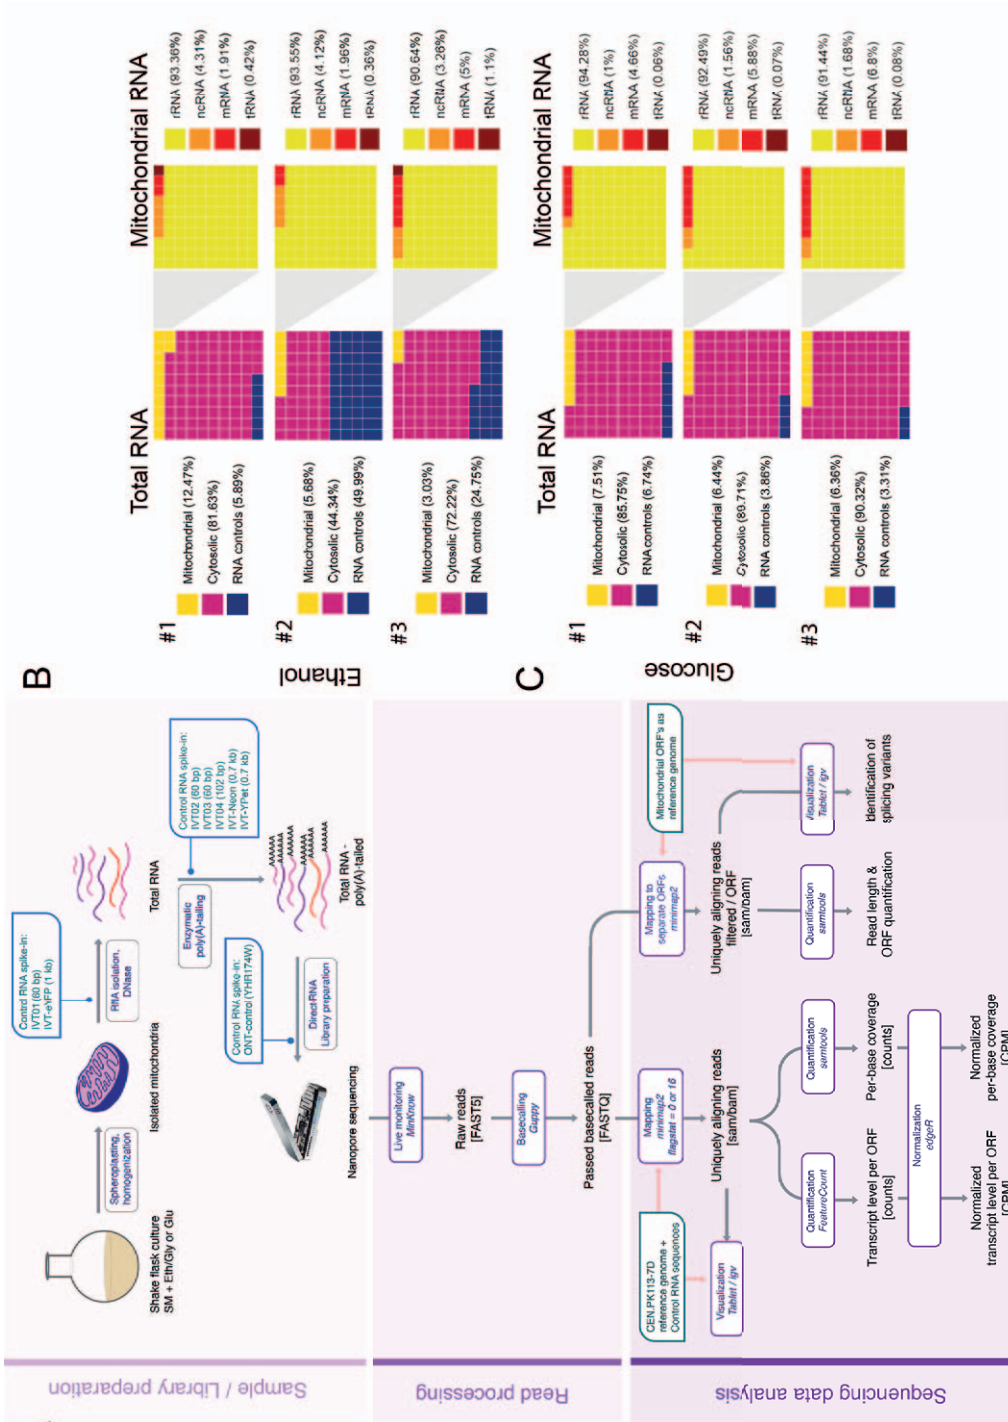 Sample / Library preparation
Shake flask culture
SM + Eth/Gly or Glu
Spheroplasting,
homogenization
Isolated mitochondria
Control RNA spike-in:
IVT01 (60 bp)
IVT-eYFP (1 kb)
RNA isolation,
DNase
Total RNA
Control RNA spike-in:
IVT02 (60 bp)
IVT03 (60 bp)
IVT04 (102 bp)
IVT-Neon (0.7 kb)
IVT-YPet (0.7 kb)
Enzymatic
poly(A)-tailing
AAAAAA
AAAAAA
AAAAAA
AAAAAA
AAAAAA
AAAAAA
Total RNA -
poly(A)-tailed
Control RNA spike-in:
ONT-control (YHR174W)
Direct-RNA
Library preparation
Nanopore sequencing
Read processing
Live monitoring
MinKnow
Raw reads
[FAST5]
Basecalling
Guppy
Passed basecalled reads
[FASTQ]
Sequencing data analysis
CEN.PK113-7D
reference genome +
Control RNA sequences
Mapping
minimap2
flagstat = 0 or 16
Mapping to
separate ORFs
minimap2
Mitochondrial ORF's as
reference genome
Visualization
Tablet / igv
Uniquely aligning reads
[sam/bam]
Uniquely aligning reads
filtered / ORF
[sam/bam]
Quantification
FeatureCount
Quantification
samtools
Quantification
samtools
Visualization
Tablet / igv
Transcript level per ORF
[counts]
Per-base coverage
[counts]
Read length &
ORF quantification
Identification of
splicing variants
Normalization
edgeR
Normalized
transcript level per ORF
[CPM]
Normalized
per-base coverage
[CPM]
B
Ethanol
Total RNA
Mitochondrial RNA
#1
Mitochondrial (12.47%)
Cytosolic (81.63%)
RNA controls (5.89%)
rRNA (93.36%)
ncRNA (4.31%)
mRNA (1.91%)
tRNA (0.42%)
#2
Mitochondrial (5.68%)
Cytosolic (44.34%)
RNA controls (49.99%)
rRNA (93.55%)
ncRNA (4.12%)
mRNA (1.96%)
tRNA (0.36%)
#3
Mitochondrial (3.03%)
Cytosolic (72.22%)
RNA controls (24.75%)
rRNA (90.64%)
ncRNA (3.26%)
mRNA (5%)
tRNA (1.1%)
C
Glucose
Total RNA
Mitochondrial RNA
#1
Mitochondrial (7.51%)
Cytosolic (85.75%)
RNA controls (6.74%)
rRNA (94.28%)
ncRNA (1%)
mRNA (4.66%)
tRNA (0.06%)
#2
Mitochondrial (6.44%)
Cytosolic (89.71%)
RNA controls (3.86%)
rRNA (92.49%)
ncRNA (1.56%)
mRNA (5.88%)
tRNA (0.07%)
#3
Mitochondrial (6.36%)
Cytosolic (90.32%)
RNA controls (3.31%)
rRNA (91.44%)
ncRNA (1.68%)
mRNA (6.8%)
tRNA (0.08%)